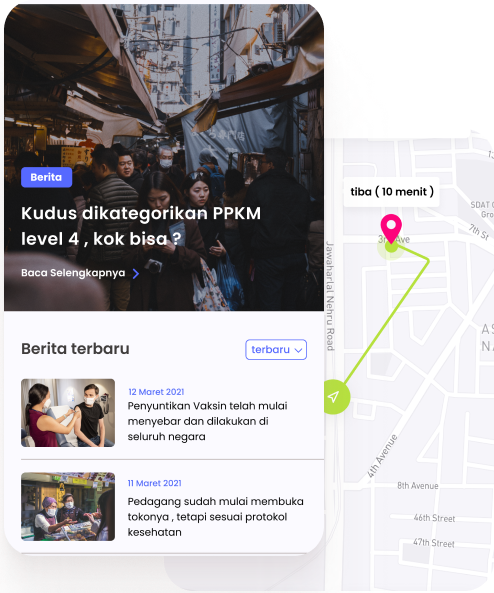 Berita
Kudus dikategorikan PPKM
level 4 , kok bisa ?
Baca Selengkapnya
Berita terbaru
terbaru
12 Maret 2021
Penyuntikan Vaksin telah mulai
menyebar dan dilakukan di
seluruh negara
11 Maret 2021
Pedagang sudah mulai membuka
tokonya , tetapi sesuai protokol
kesehatan
tiba ( 10 menit )
SDAT
7th St
3rd Ave
Jawaharlal Nehru Road
4th Avenue
8th Avenue
46th Street
47th Street